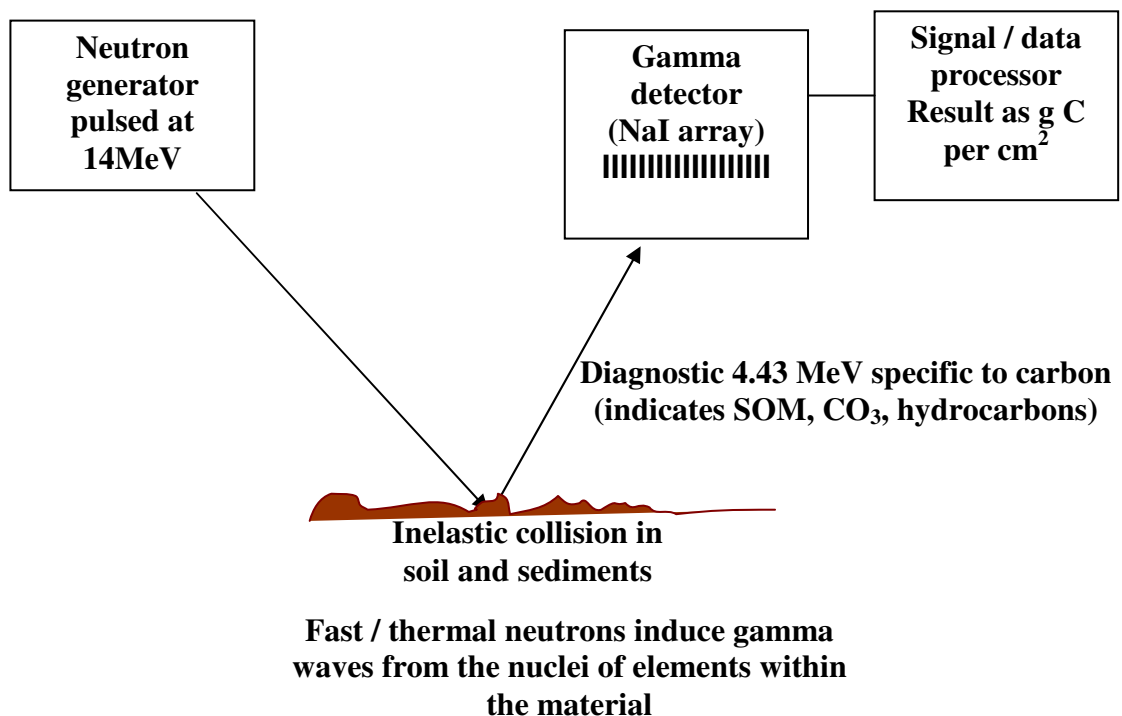 Neutron
generator
pulsed at
14MeV
Gamma
detector
(NaI array)
Signal / data
processor
Result as g C
per cm²
Diagnostic 4.43 MeV specific to carbon
(indicates SOM, CO₃, hydrocarbons)
Inelastic collision in
soil and sediments
Fast / thermal neutrons induce gamma
waves from the nuclei of elements within
the material